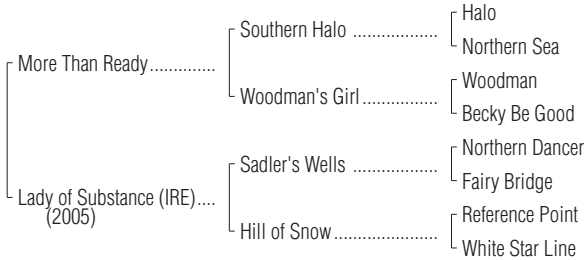 Halo
Southern Halo ..................
Northern Sea
More Than Ready..............
Woodman
Woodman's Girl ................
Becky Be Good
Northern Dancer
Sadler's Wells ..................
Fairy Bridge
Lady of Substance (IRE)....
(2005)
Reference Point
Hill of Snow ......................
White Star Line